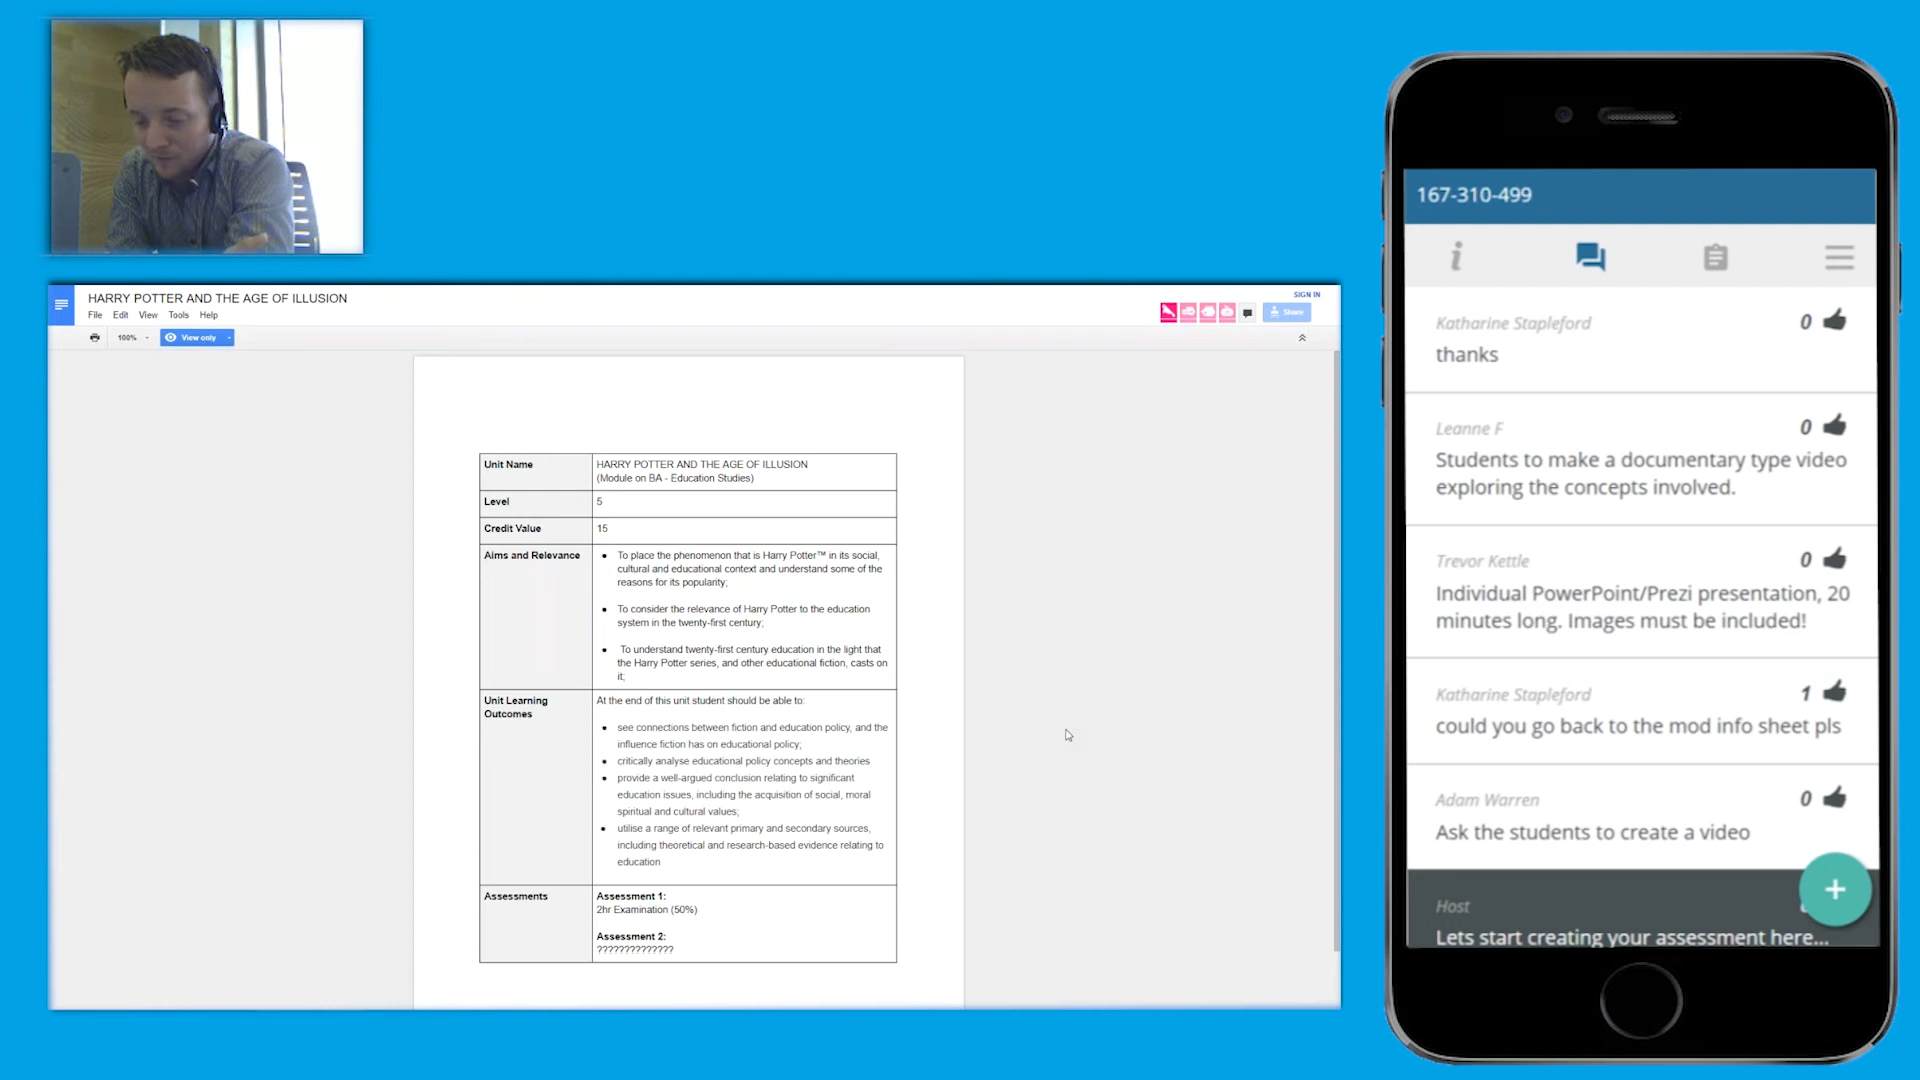 HARRY POTTER AND THE AGE OF ILLUSION
File Edit View Tools Help
SIGN IN
Share
100%
View only
Unit Name
HARRY POTTER AND THE AGE OF ILLUSION
(Module on BA - Education Studies)
Level
5
Credit Value
15
Aims and Relevance
To place the phenomenon that is Harry Potter™ in its social,
cultural and educational context and understand some of the
reasons for its popularity;
To consider the relevance of Harry Potter to the education
system in the twenty-first century;
To understand twenty-first century education in the light that
the Harry Potter series, and other educational fiction, casts on
it;
Unit Learning
Outcomes
At the end of this unit student should be able to:
see connections between fiction and education policy, and the
influence fiction has on educational policy;
critically analyse educational policy concepts and theories
provide a well-argued conclusion relating to significant
education issues, including the acquisition of social, moral
spiritual and cultural values;
utilise a range of relevant primary and secondary sources,
including theoretical and research-based evidence relating to
education
Assessments
Assessment 1:
2hr Examination (50%)
Assessment 2:
??????????????
167-310-499
Katharine Stapleford
0
thanks
Leanne F
0
Students to make a documentary type video
exploring the concepts involved.
Trevor Kettle
0
Individual PowerPoint/Prezi presentation, 20
minutes long. Images must be included!
Katharine Stapleford
1
could you go back to the mod info sheet pls
Adam Warren
0
Ask the students to create a video
Host
Lets start creating your assessment here...